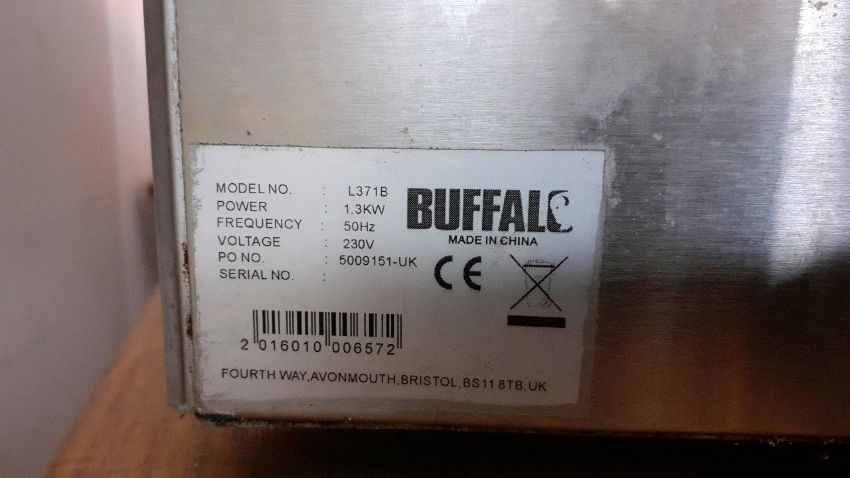 MODEL NO. : L371B
POWER : 1.3KW
FREQUENCY : 50Hz
VOLTAGE : 230V
PO NO. : 5009151-UK
SERIAL NO. :
BUFFALO
MADE IN CHINA
CE
2 016010 006572
FOURTH WAY,AVONMOUTH,BRISTOL,BS11 8TB,UK